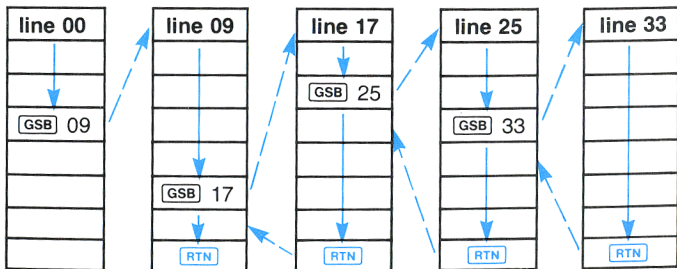 line 00 line 09 line 17 line 25 line 33
GSB 25
GSB 09 GSB 33
GSB 17
RTN RTN RTN RTN